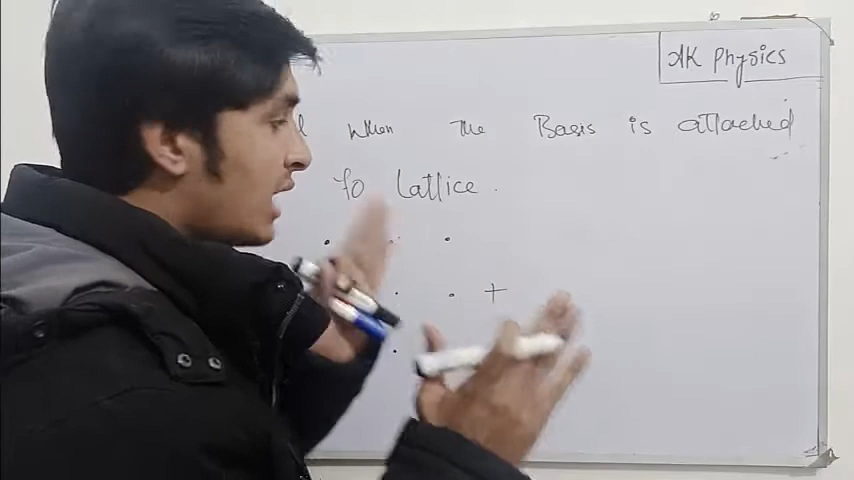 AK Physics
when the Basis is attached
to lattice.
+